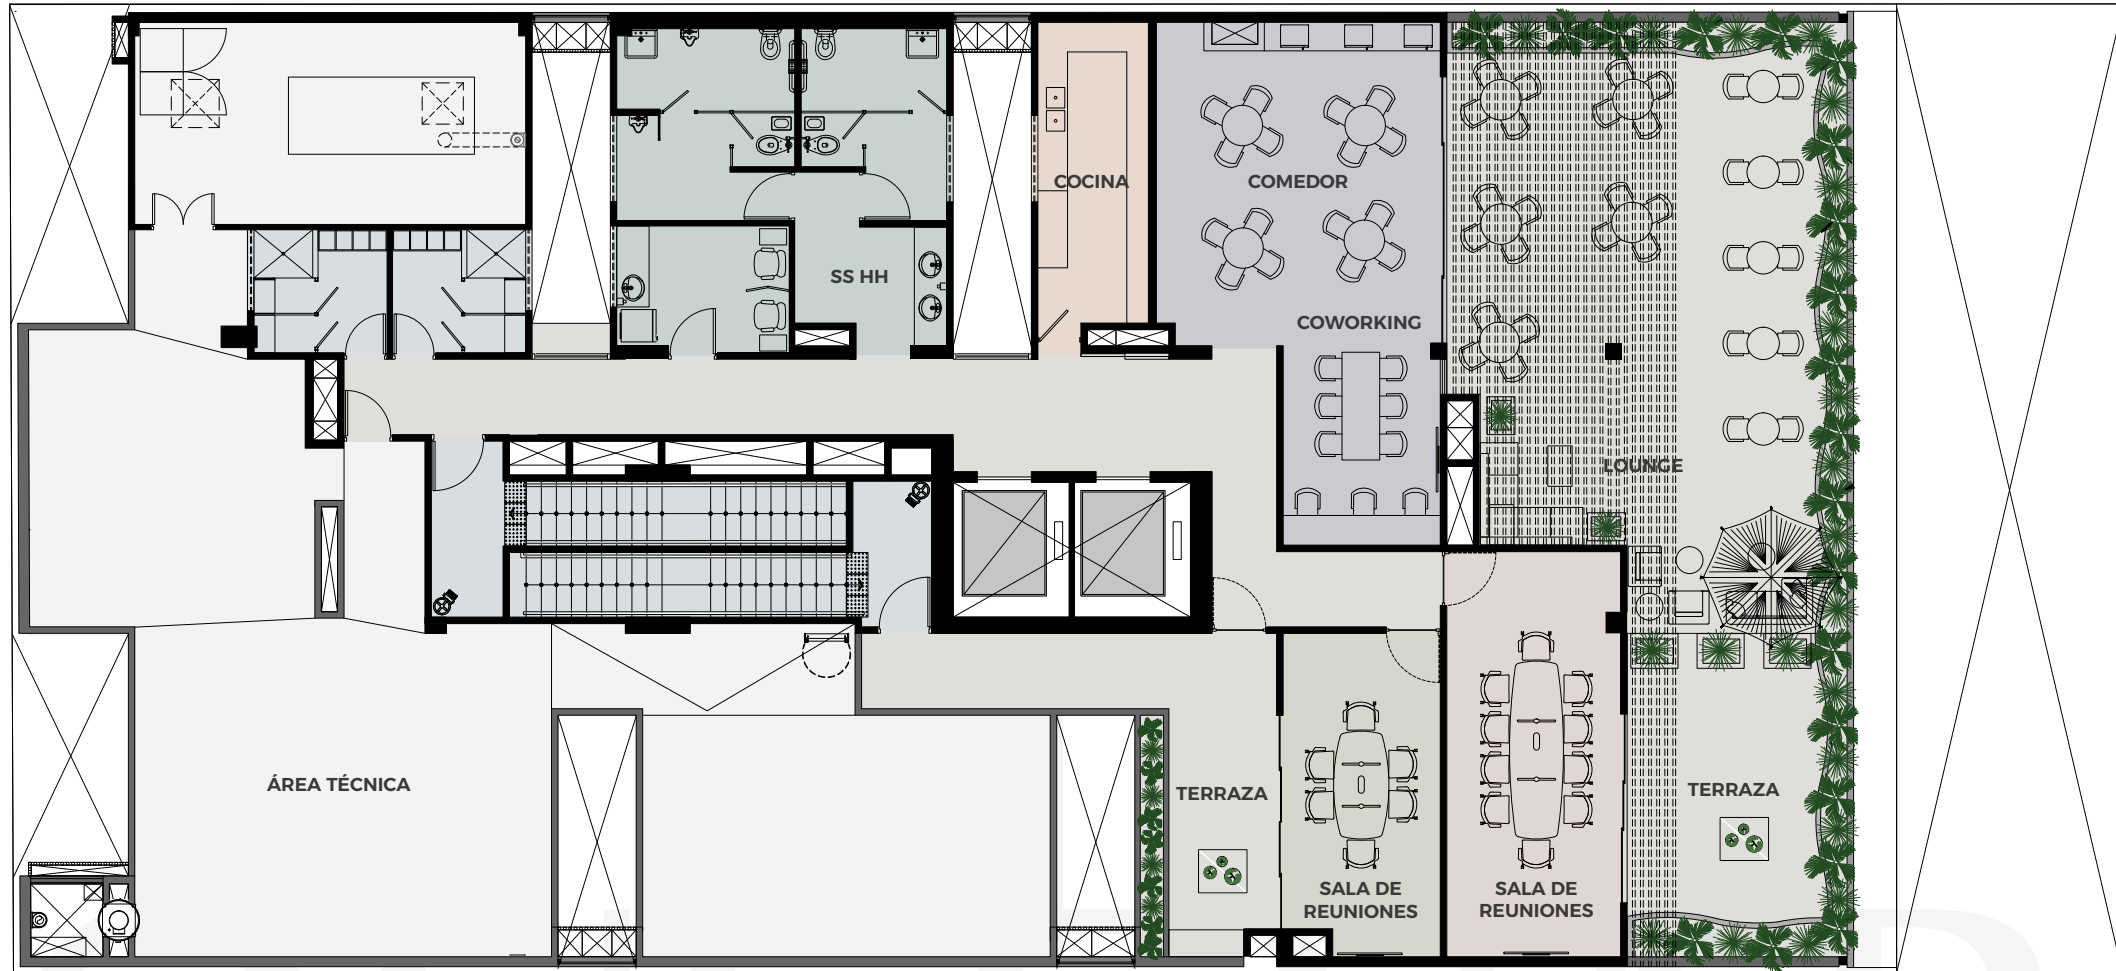 COCINA
COMEDOR
SS HH
COWORKING
LOUNGE
ÁREA TÉCNICA
TERRAZA
TERRAZA
SALA DE
REUNIONES
SALA DE
REUNIONES